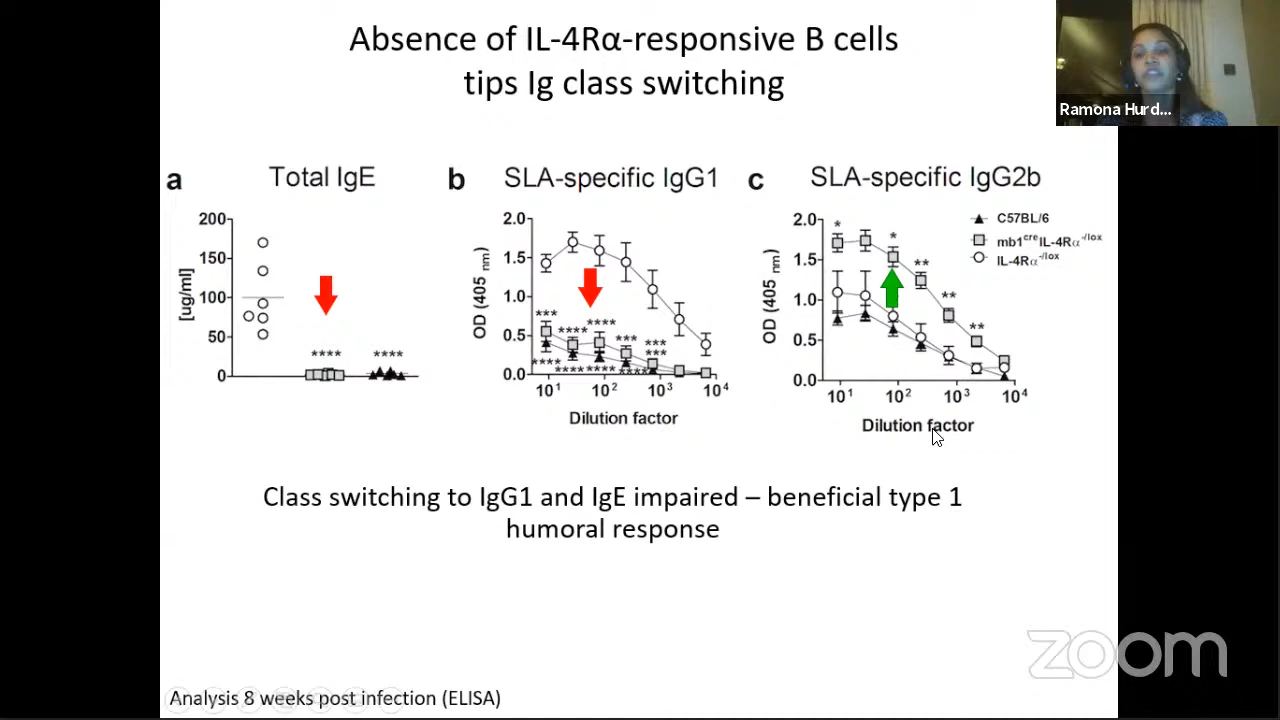 Absence of IL-4Rα-responsive B cells
tips Ig class switching
Ramona Hurd...
a
Total IgE
b
SLA-specific IgG1
c
SLA-specific IgG2b
[ug/ml]
200
150
100
50
0
****
****
OD (405 nm)
2.0
1.5
1.0
0.5
0.0
***
****
****
***
***
***
****
****
****
****
10¹
10²
10³
10⁴
Dilution factor
OD (405 nm)
2.0
1.5
1.0
0.5
0.0
*
*
**
**
**
10¹
10²
10³
10⁴
Dilution factor
C57BL/6
mb1ᶜʳᵉIL-4Rα⁻/ˡᵒˣ
IL-4Rα⁻/ˡᵒˣ
Class switching to IgG1 and IgE impaired – beneficial type 1
humoral response
zoom
Analysis 8 weeks post infection (ELISA)